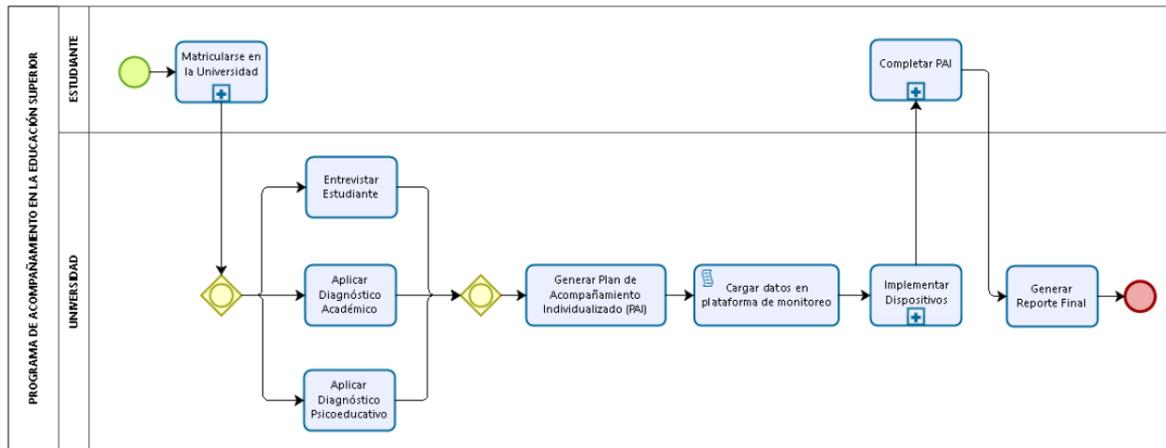 PROGRAMA DE ACOMPAÑAMIENTO EN LA EDUCACIÓN SUPERIOR
ESTUDIANTE
Matricularse en
la Universidad
Completar PAI
UNIVERSIDAD
Entrevistar
Estudiante
Aplicar
Diagnóstico
Académico
Aplicar
Diagnóstico
Psicoeducativo
Generar Plan de
Acompañamiento
Individualizado (PAI)
Cargar datos en
plataforma de monitoreo
Implementar
Dispositivos
Generar
Reporte Final